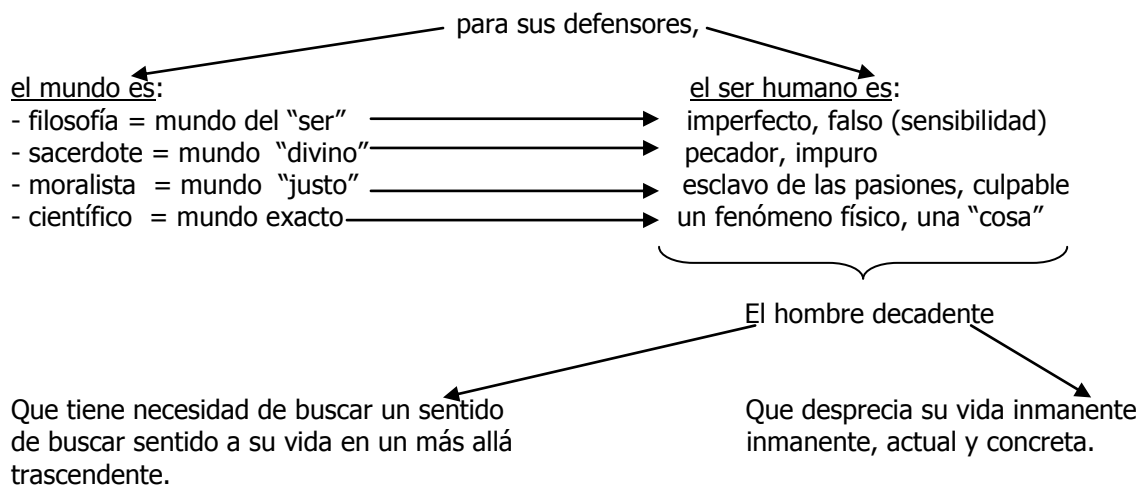 para sus defensores,
el mundo es:
- filosofía = mundo del “ser”
- sacerdote = mundo “divino”
- moralista = mundo “justo”
- científico = mundo exacto
el ser humano es:
imperfecto, falso (sensibilidad)
pecador, impuro
esclavo de las pasiones, culpable
un fenómeno físico, una “cosa”
El hombre decadente
Que tiene necesidad de buscar un sentido
de buscar sentido a su vida en un más allá
trascendente.
Que desprecia su vida inmanente
inmanente, actual y concreta.